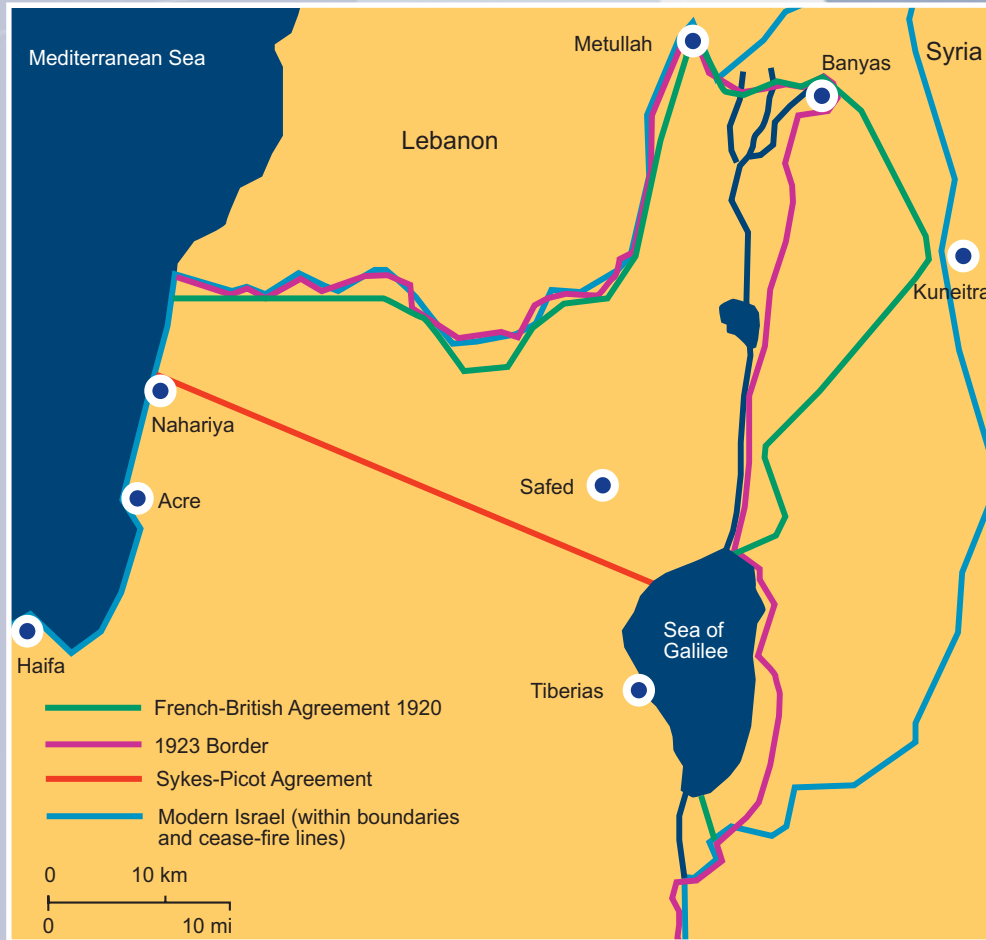 Mediterranean Sea
Metullah
Syria
Banyas
Lebanon
Kuneitra
Nahariya
Safed
Acre
Sea of
Galilee
Haifa
Tiberias
French-British Agreement 1920
1923 Border
Sykes-Picot Agreement
Modern Israel (within boundaries
and cease-fire lines)
0 10 km
0 10 mi